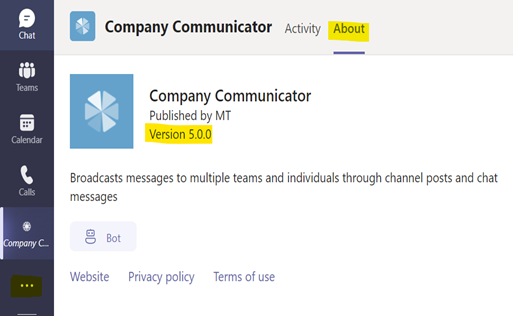 Chat
Teams
Calendar
Calls
Company C...
...
Company Communicator Activity About
Company Communicator
Published by MT
Version 5.0.0
Broadcasts messages to multiple teams and individuals through channel posts and chat
messages
Bot
Website Privacy policy Terms of use